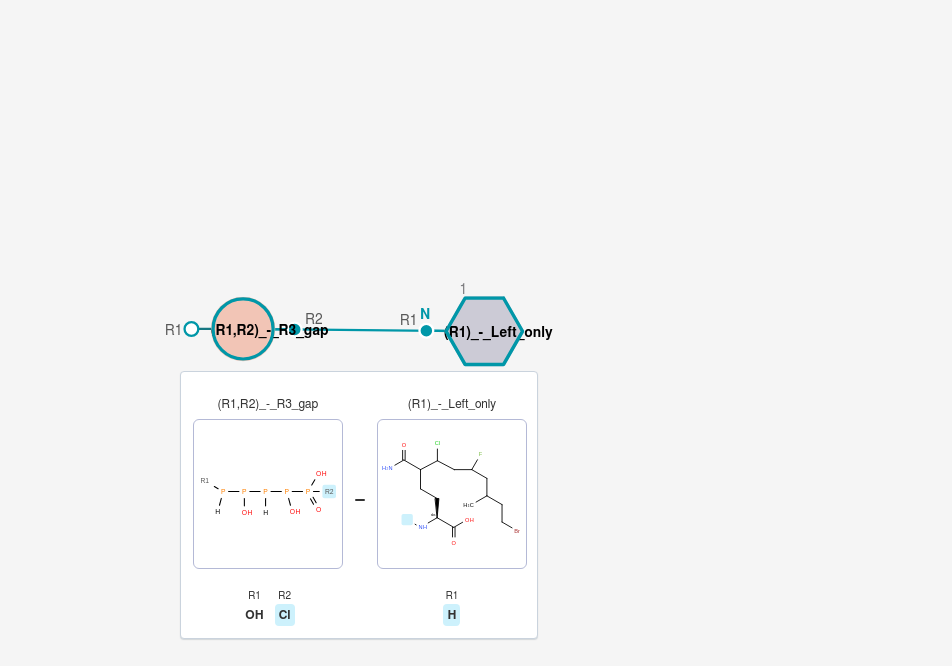 1
R1
R1,R2)_-_R3_gap
R2
R1
N
(R1)_-_Left_only
(R1,R2)_-_R3_gap
(R1)_-_Left_only
R1
P
P
P
P
P
OH
R2
O
H
OH
H
OH
O
Cl
F
H₂N
H₃C
NH
OH
O
Br
R1 R2
OH Cl
R1
H